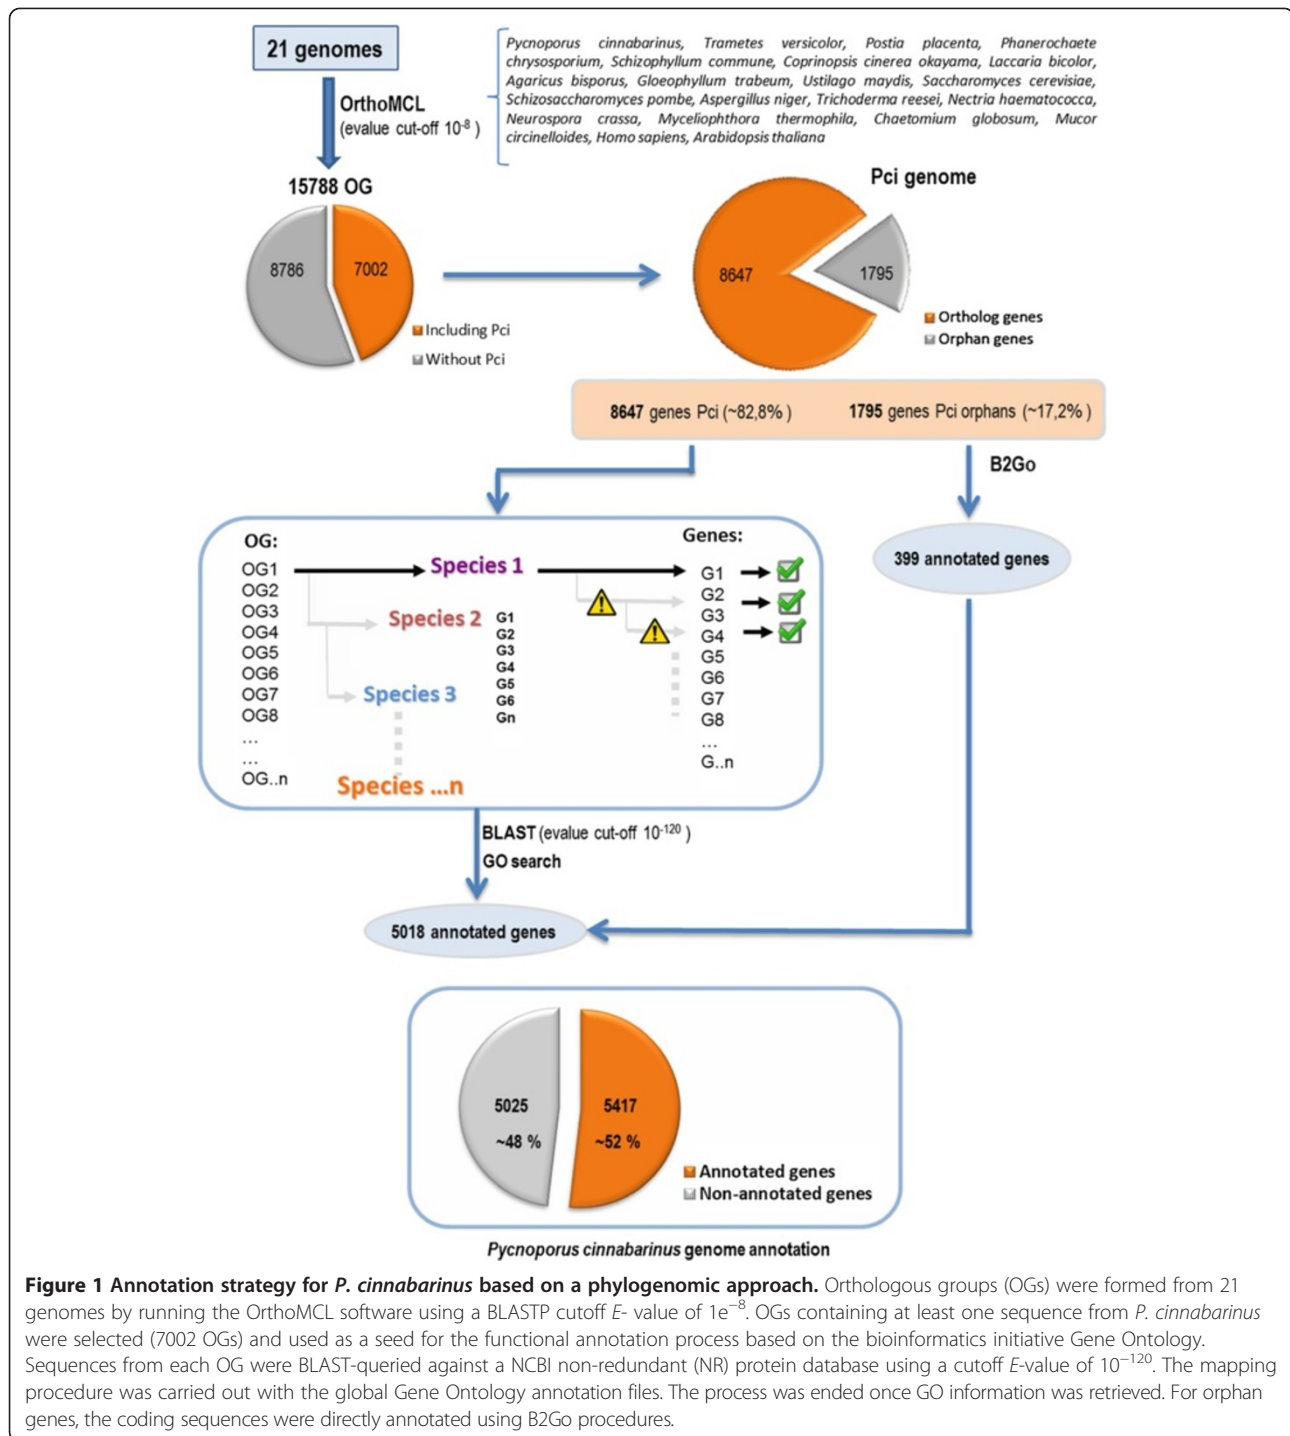 21 genomes
OrthoMCL
(evalue cut-off 10-8 )
Pycnoporus cinnabarinus, Trametes versicolor, Postia placenta, Phanerochaete
chrysosporium, Schizophyllum commune, Coprinopsis cinerea okayama, Laccaria bicolor,
Agaricus bisporus, Gloeophyllum trabeum, Ustilago maydis, Saccharomyces cerevisiae,
Schizosaccharomyces pombe, Aspergillus niger, Trichoderma reesei, Nectria haematococca,
Neurospora crassa, Myceliophthora thermophila, Chaetomium globosum, Mucor
circinelloides, Homo sapiens, Arabidopsis thaliana
15788 OG
8786
7002
Including Pci
Without Pci
Pci genome
8647
1795
Ortholog genes
Orphan genes
8647 genes Pci (~82,8% )
1795 genes Pci orphans (~17,2% )
B2Go
399 annotated genes
OG:
OG1
OG2
OG3
OG4
OG5
OG6
OG7
OG8
...
...
OG..n
Species 1
Species 2
Species 3
Species ...n
G1
G2
G3
G4
G5
G6
Gn
Genes:
G1
G2
G3
G4
G5
G6
G7
G8
...
G..n
BLAST (evalue cut-off 10-120 )
GO search
5018 annotated genes
5025
~48 %
5417
~52 %
Annotated genes
Non-annotated genes
Pycnoporus cinnabarinus genome annotation
Figure 1 Annotation strategy for P. cinnabarinus based on a phylogenomic approach. Orthologous groups (OGs) were formed from 21
genomes by running the OrthoMCL software using a BLASTP cutoff E- value of 1e−8. OGs containing at least one sequence from P. cinnabarinus
were selected (7002 OGs) and used as a seed for the functional annotation process based on the bioinformatics initiative Gene Ontology.
Sequences from each OG were BLAST-queried against a NCBI non-redundant (NR) protein database using a cutoff E-value of 10−120. The mapping
procedure was carried out with the global Gene Ontology annotation files. The process was ended once GO information was retrieved. For orphan
genes, the coding sequences were directly annotated using B2Go procedures.